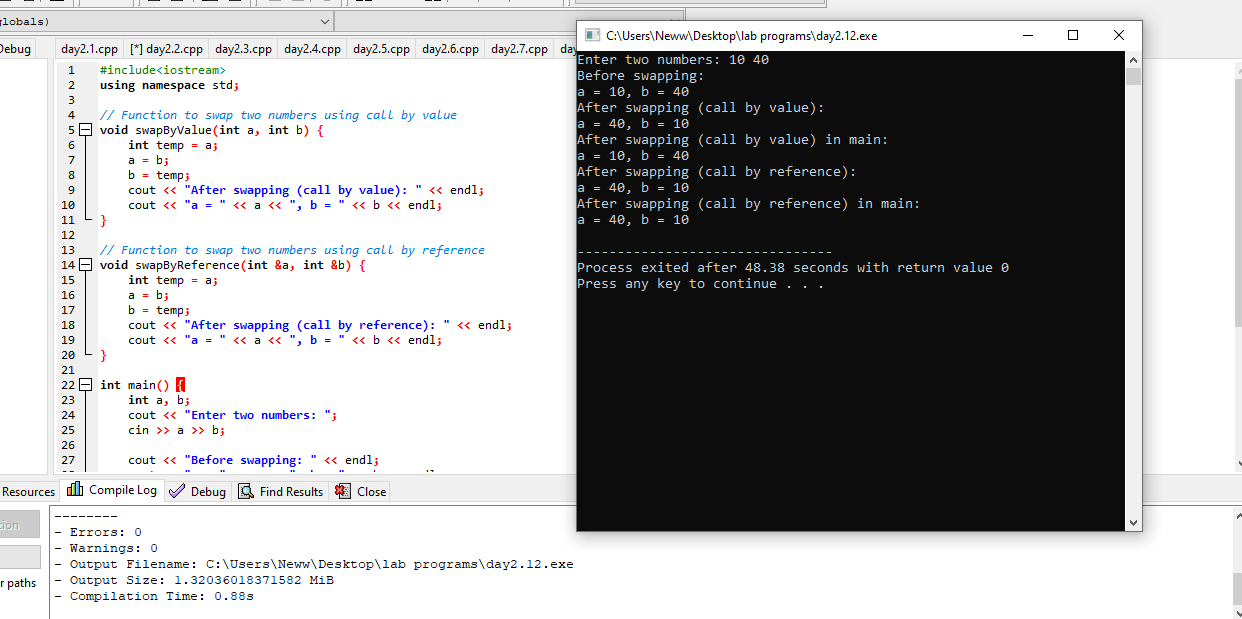 globals)
Debug
day2.1.cpp [*] day2.2.cpp day2.3.cpp day2.4.cpp day2.5.cpp day2.6.cpp day2.7.cpp
1 #include<iostream>
2 using namespace std;
3
4 // Function to swap two numbers using call by value
5 void swapByValue(int a, int b) {
6 int temp = a;
7 a = b;
8 b = temp;
9 cout << "After swapping (call by value): " << endl;
10 cout << "a = " << a << ", b = " << b << endl;
11 }
12
13 // Function to swap two numbers using call by reference
14 void swapByReference(int &a, int &b) {
15 int temp = a;
16 a = b;
17 b = temp;
18 cout << "After swapping (call by reference): " << endl;
19 cout << "a = " << a << ", b = " << b << endl;
20 }
21
22 int main() {
23 int a, b;
24 cout << "Enter two numbers: ";
25 cin >> a >> b;
26
27 cout << "Before swapping: " << endl;
C:\Users\Neww\Desktop\lab programs\day2.12.exe
Enter two numbers: 10 40
Before swapping:
a = 10, b = 40
After swapping (call by value):
a = 40, b = 10
After swapping (call by value) in main:
a = 10, b = 40
After swapping (call by reference):
a = 40, b = 10
After swapping (call by reference) in main:
a = 40, b = 10
--------------------------------
Process exited after 48.38 seconds with return value 0
Press any key to continue . . .
Resources Compile Log Debug Find Results Close
r paths
--------
- Errors: 0
- Warnings: 0
- Output Filename: C:\Users\Neww\Desktop\lab programs\day2.12.exe
- Output Size: 1.32036018371582 MiB
- Compilation Time: 0.88s